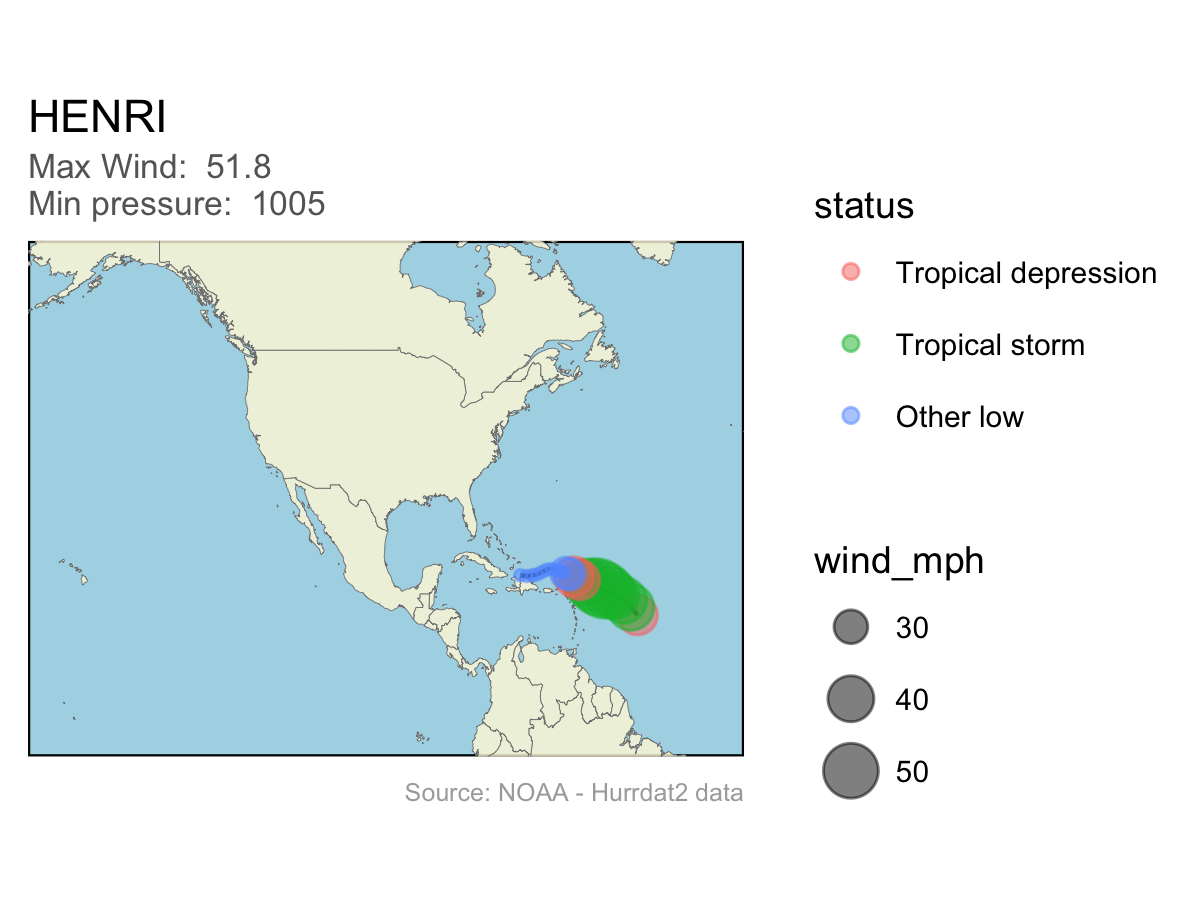 HENRI
Max Wind:  51.8
Min pressure:  1005
status
Tropical depression
Tropical storm
Other low
wind_mph
30
40
50
Source: NOAA - Hurrdat2 data